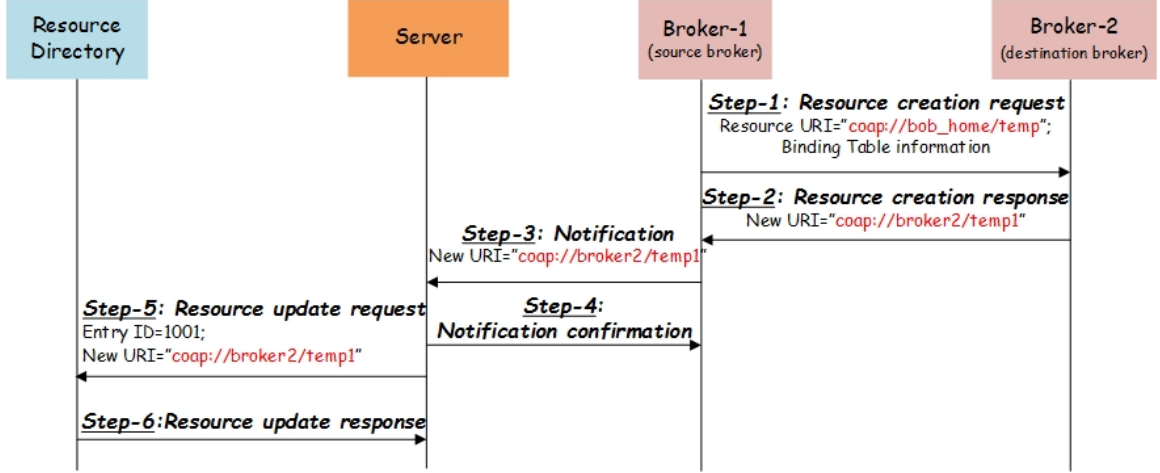 Resource
Directory
Server
Broker-1
(source broker)
Broker-2
(destination broker)
Step-1: Resource creation request
Resource URI="coap://bob_home/temp";
Binding Table information
Step-2: Resource creation response
New URI="coap://broker2/temp1"
Step-3: Notification
New URI="coap://broker2/temp1"
Step-4:
Notification confirmation
Step-5: Resource update request
Entry ID=1001;
New URI="coap://broker2/temp1"
Step-6:Resource update response